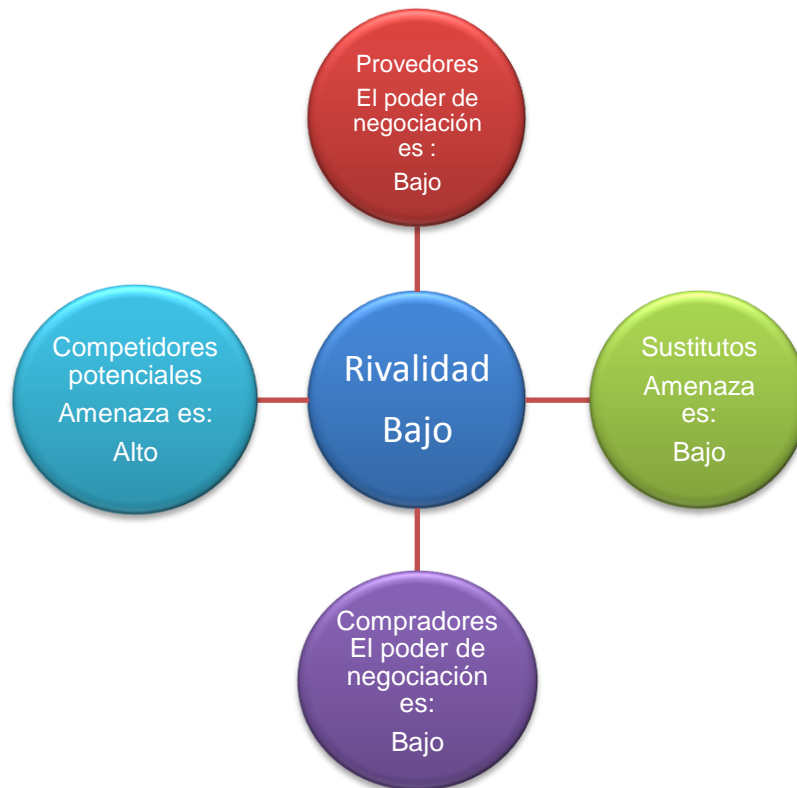 Provedores
El poder de
negociación
es :
Bajo
Competidores
potenciales
Amenaza es:
Alto
Rivalidad
Bajo
Sustitutos
Amenaza
es:
Bajo
Compradores
El poder de
negociación
es:
Bajo